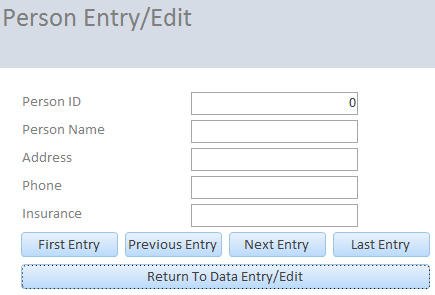 Person Entry/Edit
Person ID 0
Person Name
Address
Phone
Insurance
First Entry Previous Entry Next Entry Last Entry
Return To Data Entry/Edit